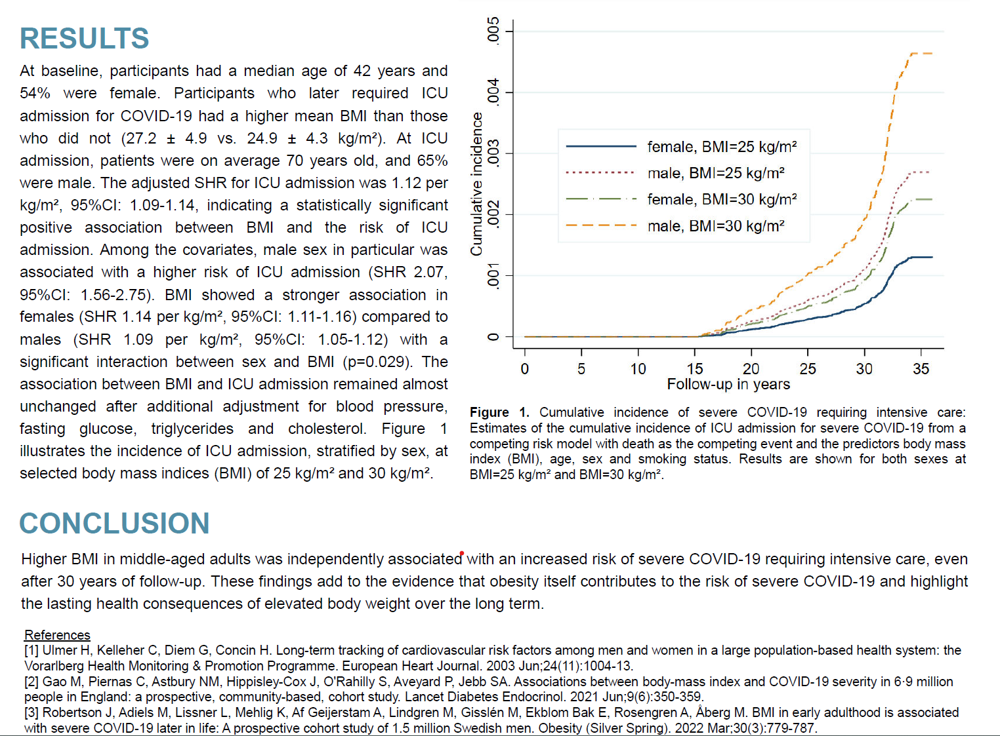 RESULTS
At baseline, participants had a median age of 42 years and
54% were female. Participants who later required ICU
admission for COVID-19 had a higher mean BMI than those
who did not (27.2 ± 4.9 vs. 24.9 ± 4.3 kg/m²). At ICU
admission, patients were on average 70 years old, and 65%
were male. The adjusted SHR for ICU admission was 1.12 per
kg/m², 95%CI: 1.09-1.14, indicating a statistically significant
positive association between BMI and the risk of ICU
admission. Among the covariates, male sex in particular was
associated with a higher risk of ICU admission (SHR 2.07,
95%CI: 1.56-2.75). BMI showed a stronger association in
females (SHR 1.14 per kg/m², 95%CI: 1.11-1.16) compared to
males (SHR 1.09 per kg/m², 95%CI: 1.05-1.12) with a
significant interaction between sex and BMI (p=0.029). The
association between BMI and ICU admission remained almost
unchanged after additional adjustment for blood pressure,
fasting glucose, triglycerides and cholesterol. Figure 1
illustrates the incidence of ICU admission, stratified by sex, at
selected body mass indices (BMI) of 25 kg/m² and 30 kg/m².
Cumulative incidence
.005
.004
.003
.002
.001
0
female, BMI=25 kg/m²
male, BMI=25 kg/m²
female, BMI=30 kg/m²
male, BMI=30 kg/m²
0 5 10 15 20 25 30 35
Follow-up in years
Figure 1. Cumulative incidence of severe COVID-19 requiring intensive care:
Estimates of the cumulative incidence of ICU admission for severe COVID-19 from a
competing risk model with death as the competing event and the predictors body mass
index (BMI), age, sex and smoking status. Results are shown for both sexes at
BMI=25 kg/m² and BMI=30 kg/m².
CONCLUSION
Higher BMI in middle-aged adults was independently associated with an increased risk of severe COVID-19 requiring intensive care, even
after 30 years of follow-up. These findings add to the evidence that obesity itself contributes to the risk of severe COVID-19 and highlight
the lasting health consequences of elevated body weight over the long term.
References
[1] Ulmer H, Kelleher C, Diem G, Concin H. Long-term tracking of cardiovascular risk factors among men and women in a large population-based health system: the
Vorarlberg Health Monitoring & Promotion Programme. European Heart Journal. 2003 Jun;24(11):1004-13.
[2] Gao M, Piernas C, Astbury NM, Hippisley-Cox J, O'Rahilly S, Aveyard P, Jebb SA. Associations between body-mass index and COVID-19 severity in 6·9 million
people in England: a prospective, community-based, cohort study. Lancet Diabetes Endocrinol. 2021 Jun;9(6):350-359.
[3] Robertson J, Adiels M, Lissner L, Mehlig K, Af Geijerstam A, Lindgren M, Gisslén M, Ekblom Bak E, Rosengren A, Åberg M. BMI in early adulthood is associated
with severe COVID-19 later in life: A prospective cohort study of 1.5 million Swedish men. Obesity (Silver Spring). 2022 Mar;30(3):779-787.